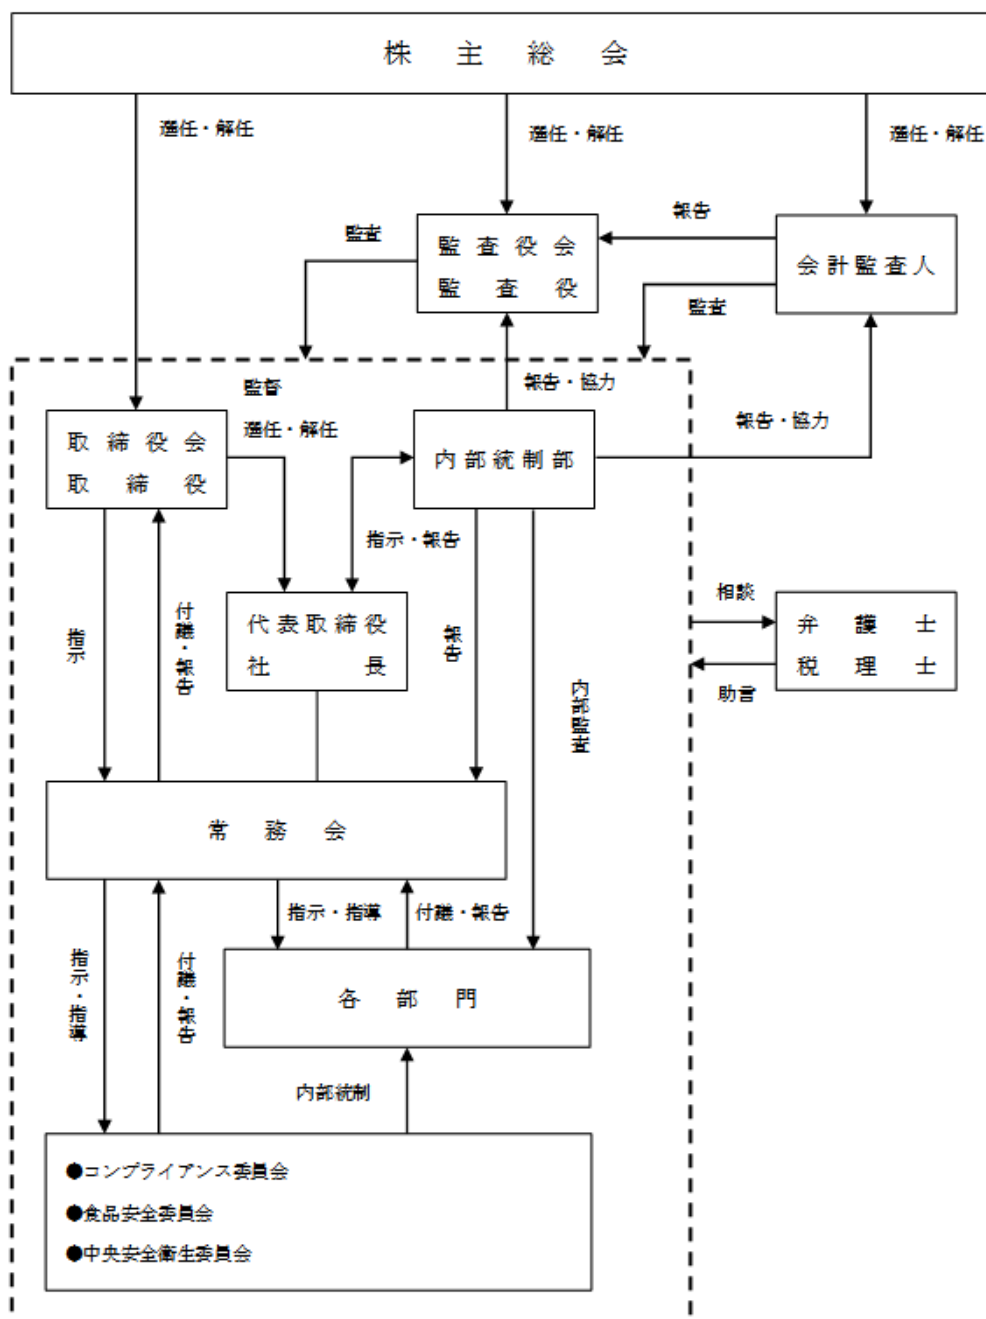 株主総会
選任・解任
選任・解任
選任・解任
報告
監査
監査役会
監査役
会計監査人
監査
監督
報告・協力
選任・解任
報告・協力
取締役会
取締役
内部統制部
指示・報告
相談
指示
付議・報告
代表取締役
社長
報告
弁護士
税理士
助言
内部監査
常務会
指示・指導
付議・報告
指示・指導
付議・報告
各部門
内部統制
●コンプライアンス委員会
●食品安全委員会
●中央安全衛生委員会